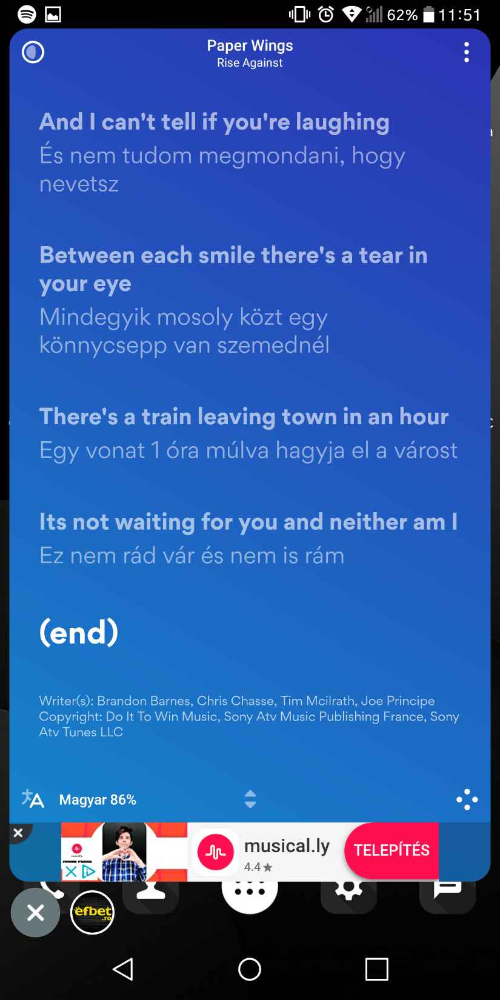 62% 11:51
Paper Wings
Rise Against
And I can't tell if you're laughing
És nem tudom megmondani, hogy
nevetsz
Between each smile there's a tear in
your eye
Mindegyik mosoly közt egy
könnycsepp van szemednél
There's a train leaving town in an hour
Egy vonat 1 óra múlva hagyja el a várost
Its not waiting for you and neither am I
Ez nem rád vár és nem is rám
(end)
Writer(s): Brandon Barnes, Chris Chasse, Tim Mcilrath, Joe Principe
Copyright: Do It To Win Music, Sony Atv Music Publishing France, Sony
Atv Tunes LLC
Magyar 86%
musical.ly
4.4★
TELEPÍTÉS
efbet
.ro